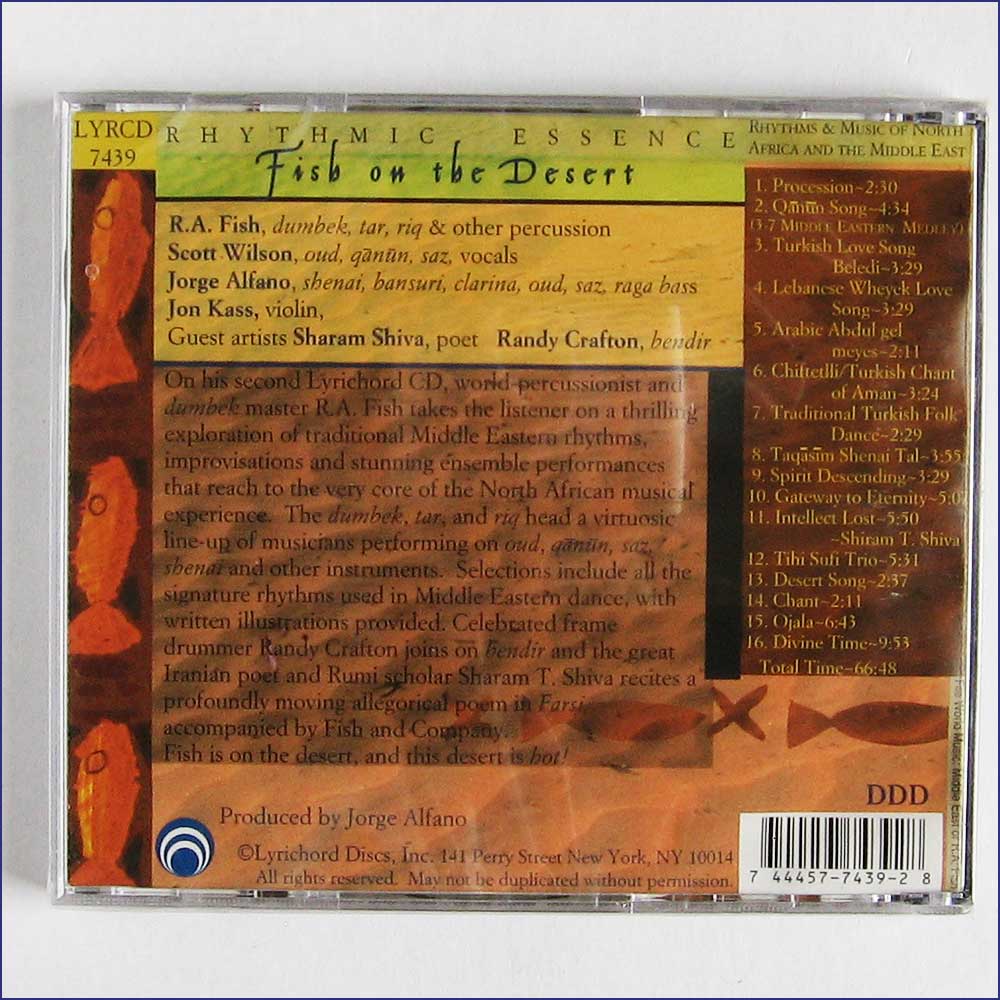 LYRCD
7439
RHYTHMIC ESSENCE
Fish on the Desert
R.A. Fish, dumbek, tar, riq & other percussion
Scott Wilson, oud, qānūn, saz, vocals
Jorge Alfano, shenai, bansuri, clarina, oud, saz, raga bass
Jon Kass, violin,
Guest artists Sharam Shiva, poet Randy Crafton, bendir
On his second Lyrichord CD, world-percussionist and
dumbek master R.A. Fish takes the listener on a thrilling
exploration of traditional Middle Eastern rhythms,
improvisations and stunning ensemble performances
that reach to the very core of the North African musical
experience. The dumbek, tar, and riq head a virtuosic
line-up of musicians performing on oud, qānūn, saz,
shenai and other instruments. Selections include all the
signature rhythms used in Middle Eastern dance, with
written illustrations provided. Celebrated frame
drummer Randy Crafton joins on bendir and the great
Iranian poet and Rumi scholar Sharam T. Shiva recites a
profoundly moving allegorical poem in Farsi,
accompanied by Fish and Company.
Fish is on the desert, and this desert is hot!
Produced by Jorge Alfano
©Lyrichord Discs, Inc. 141 Perry Street New York, NY 10014
All rights reserved. May not be duplicated without permission.
RHYTHMS & MUSIC OF NORTH
AFRICA AND THE MIDDLE EAST
1. Procession~2:30
2. Qānūn Song~4:34
(3-7 MIDDLE EASTERN MEDLEY)
3. Turkish Love Song
Beledi~3:29
4. Lebanese Wheyek Love
Song~3:29
5. Arabic Abdul gel
meyes~2:11
6. Chiftetlli/Turkish Chant
of Aman~3:24
7. Traditional Turkish Folk
Dance~2:29
8. Taqāsim Shenai Tal~3:55
9. Spirit Descending~3:29
10. Gateway to Eternity~5:07
11. Intellect Lost~5:50
~Shiram T. Shiva
12. Tihi Sufi Trio~5:31
13. Desert Song~2:37
14. Chant~2:11
15. Ojala~6:43
16. Divine Time~9:53
Total Time~66:48
DDD
7 44457-7439-2 8
World Music: Middle East